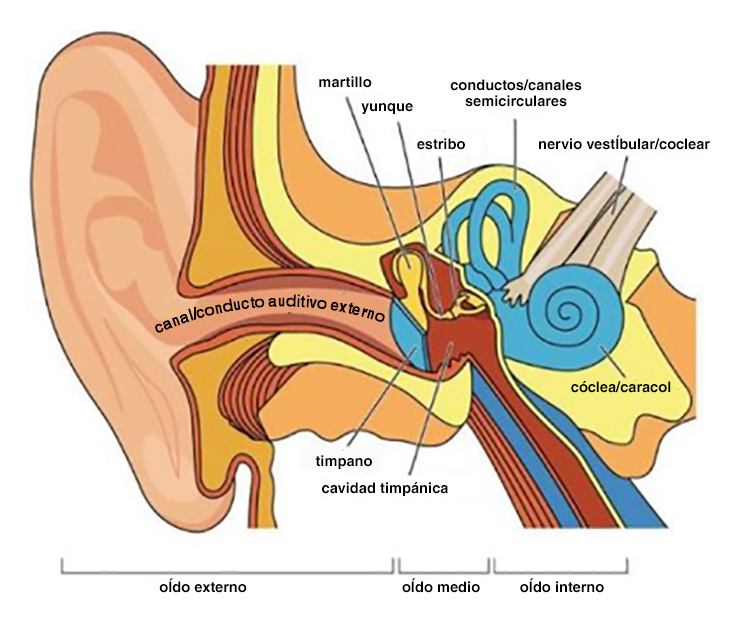 martillo
conductos/canales
semicirculares
yunque
estribo
nervio vestÍbular/coclear
canal/conducto auditivo externo
cóclea/caracol
timpano
cavidad timpánica
oÍdo externo
oÍdo medio
oÍdo interno